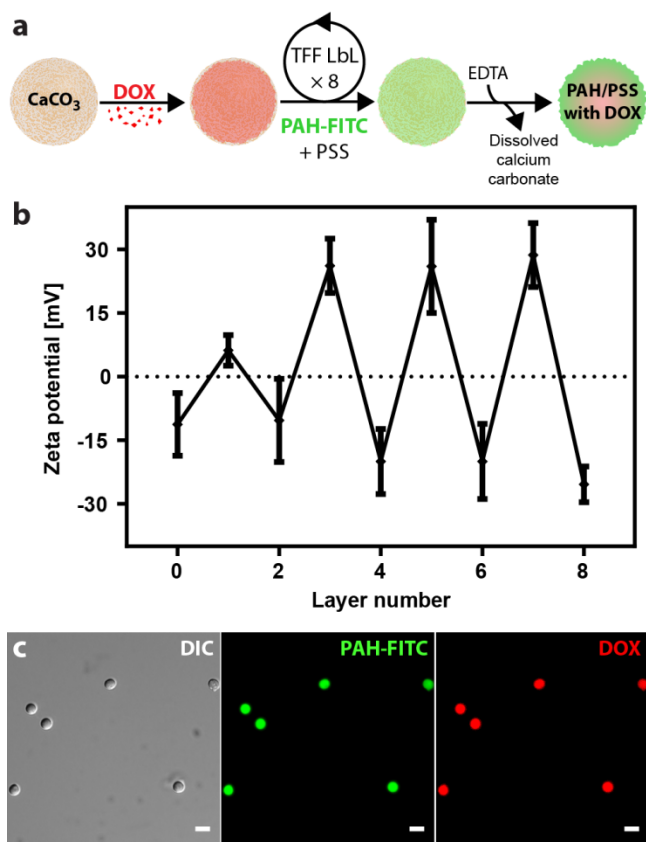 a
CaCO₃
DOX
TFF LbL
× 8
PAH-FITC
+ PSS
EDTA
Dissolved
calcium
carbonate
PAH/PSS
with DOX
b
Zeta potential [mV]
30
15
0
-15
-30
0 2 4 6 8
Layer number
c
DIC
PAH-FITC
DOX